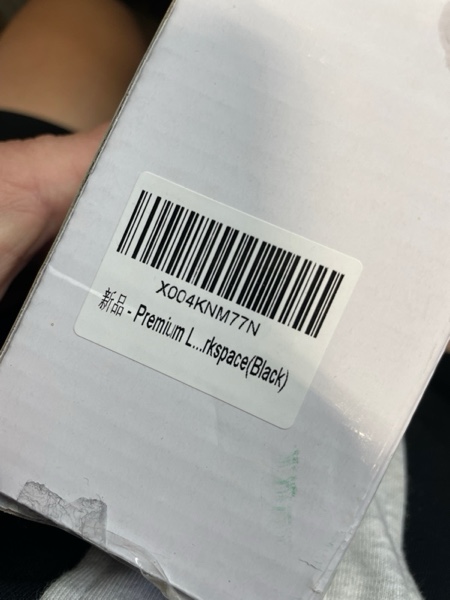 X004KNM77N
新品 - Premium L...rkspace(Black)